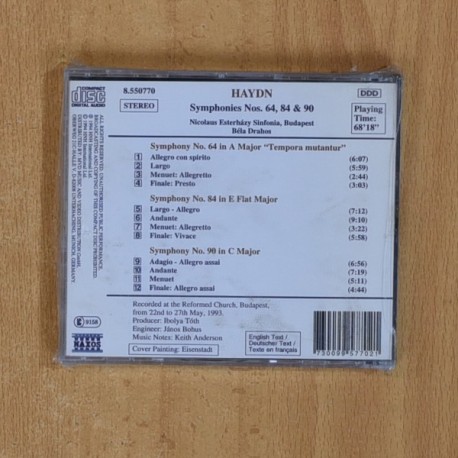 COMPACT
disc
DIGITAL AUDIO
8.550770
STEREO
HAYDN
Symphonies Nos. 64, 84 & 90
Nicolaus Esterházy Sinfonia, Budapest
Béla Drahos
DDD
Playing
Time:
68'18"
Symphony No. 64 in A Major "Tempora mutantur"
1 Allegro con spirito (6:07)
2 Largo (5:59)
3 Menuet: Allegretto (2:44)
4 Finale: Presto (3:03)
Symphony No. 84 in E Flat Major
5 Largo - Allegro (7:12)
6 Andante (9:10)
7 Menuet: Allegretto (3:22)
8 Finale: Vivace (5:58)
Symphony No. 90 in C Major
9 Adagio - Allegro assai (6:56)
10 Andante (7:19)
11 Menuet (5:11)
12 Finale: Allegro assai (4:44)
Recorded at the Reformed Church, Budapest,
from 22nd to 27th May, 1993.
Producer: Ibolya Tóth
Engineer: János Bohus
Music Notes: Keith Anderson
Cover Painting: Eisenstadt
English Text /
Deutscher Text /
Texte en français
NAXOS